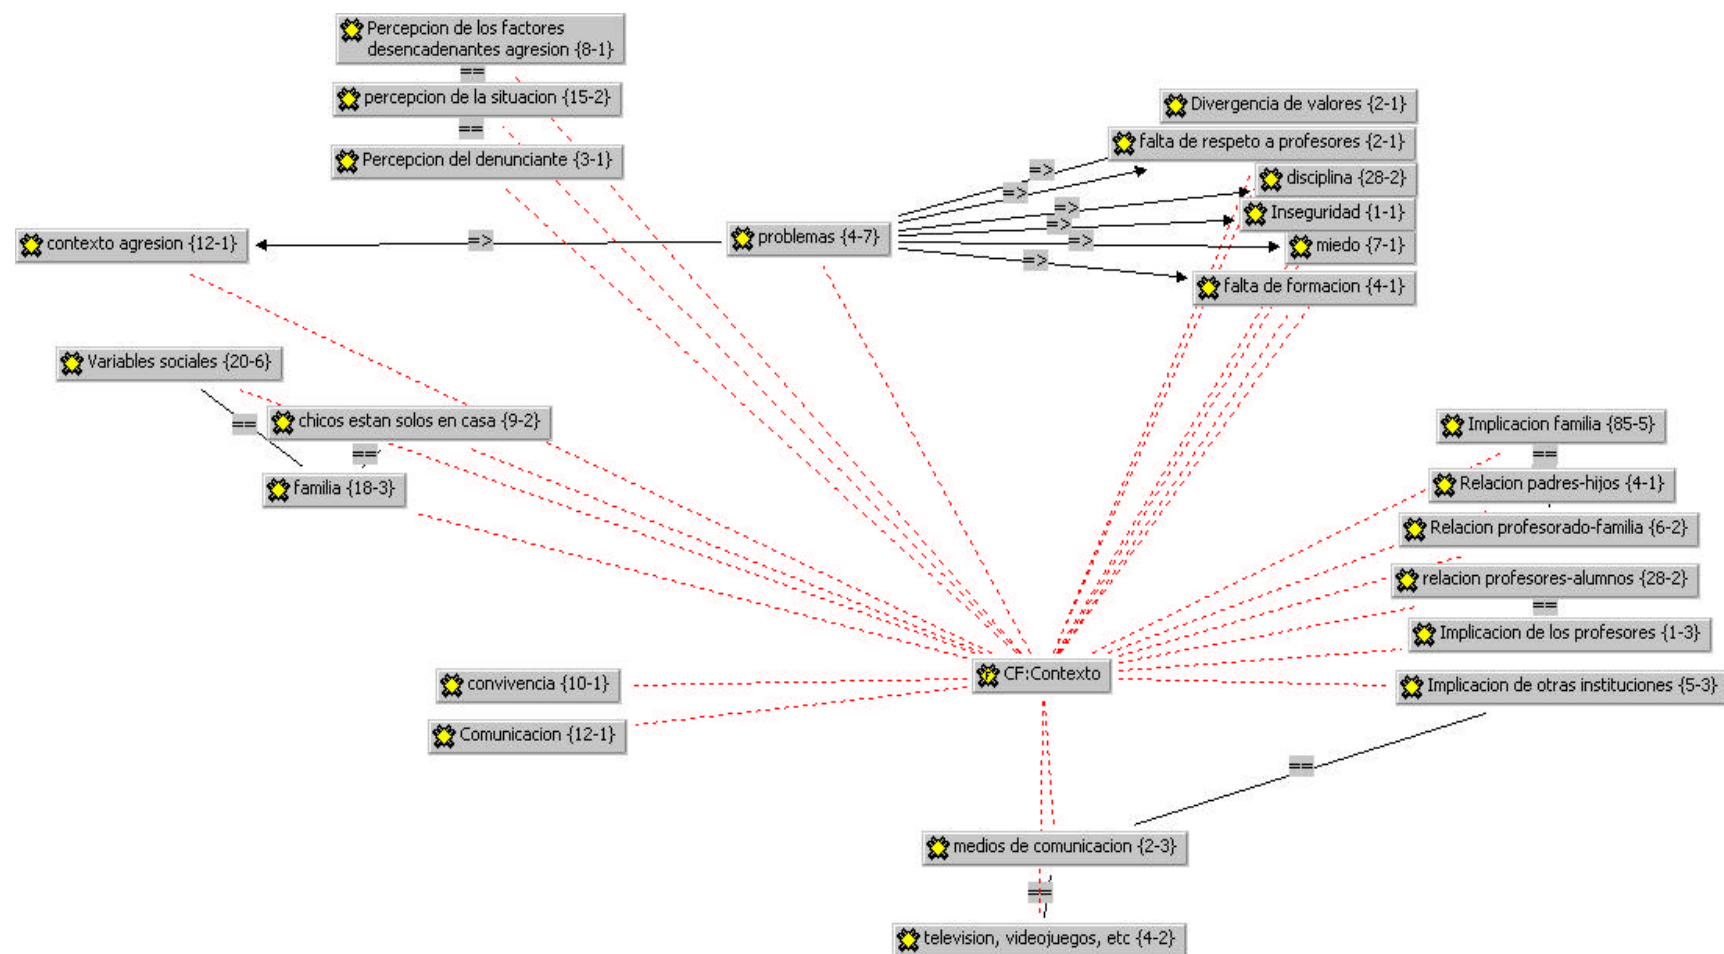 Percepcion de los factores
desencadenantes agresion {8-1}
==
percepcion de la situacion {15-2}
==
Percepcion del denunciante {3-1}
Divergencia de valores {2-1}
falta de respeto a profesores {2-1}
=>
=>
disciplina {28-2}
=>
Inseguridad {1-1}
=>
contexto agresion {12-1}
=>
problemas {4-7}
=>
miedo {7-1}
=>
falta de formacion {4-1}
Variables sociales {20-6}
==
chicos estan solos en casa {9-2}
==
familia {18-3}
Implicacion familia {85-5}
==
Relacion padres-hijos {4-1}
Relacion profesorado-familia {6-2}
relacion profesores-alumnos {28-2}
==
Implicacion de los profesores {1-3}
convivencia {10-1}
CF:Contexto
Implicacion de otras instituciones {5-3}
Comunicacion {12-1}
==
medios de comunicacion {2-3}
==
television, videojuegos, etc {4-2}